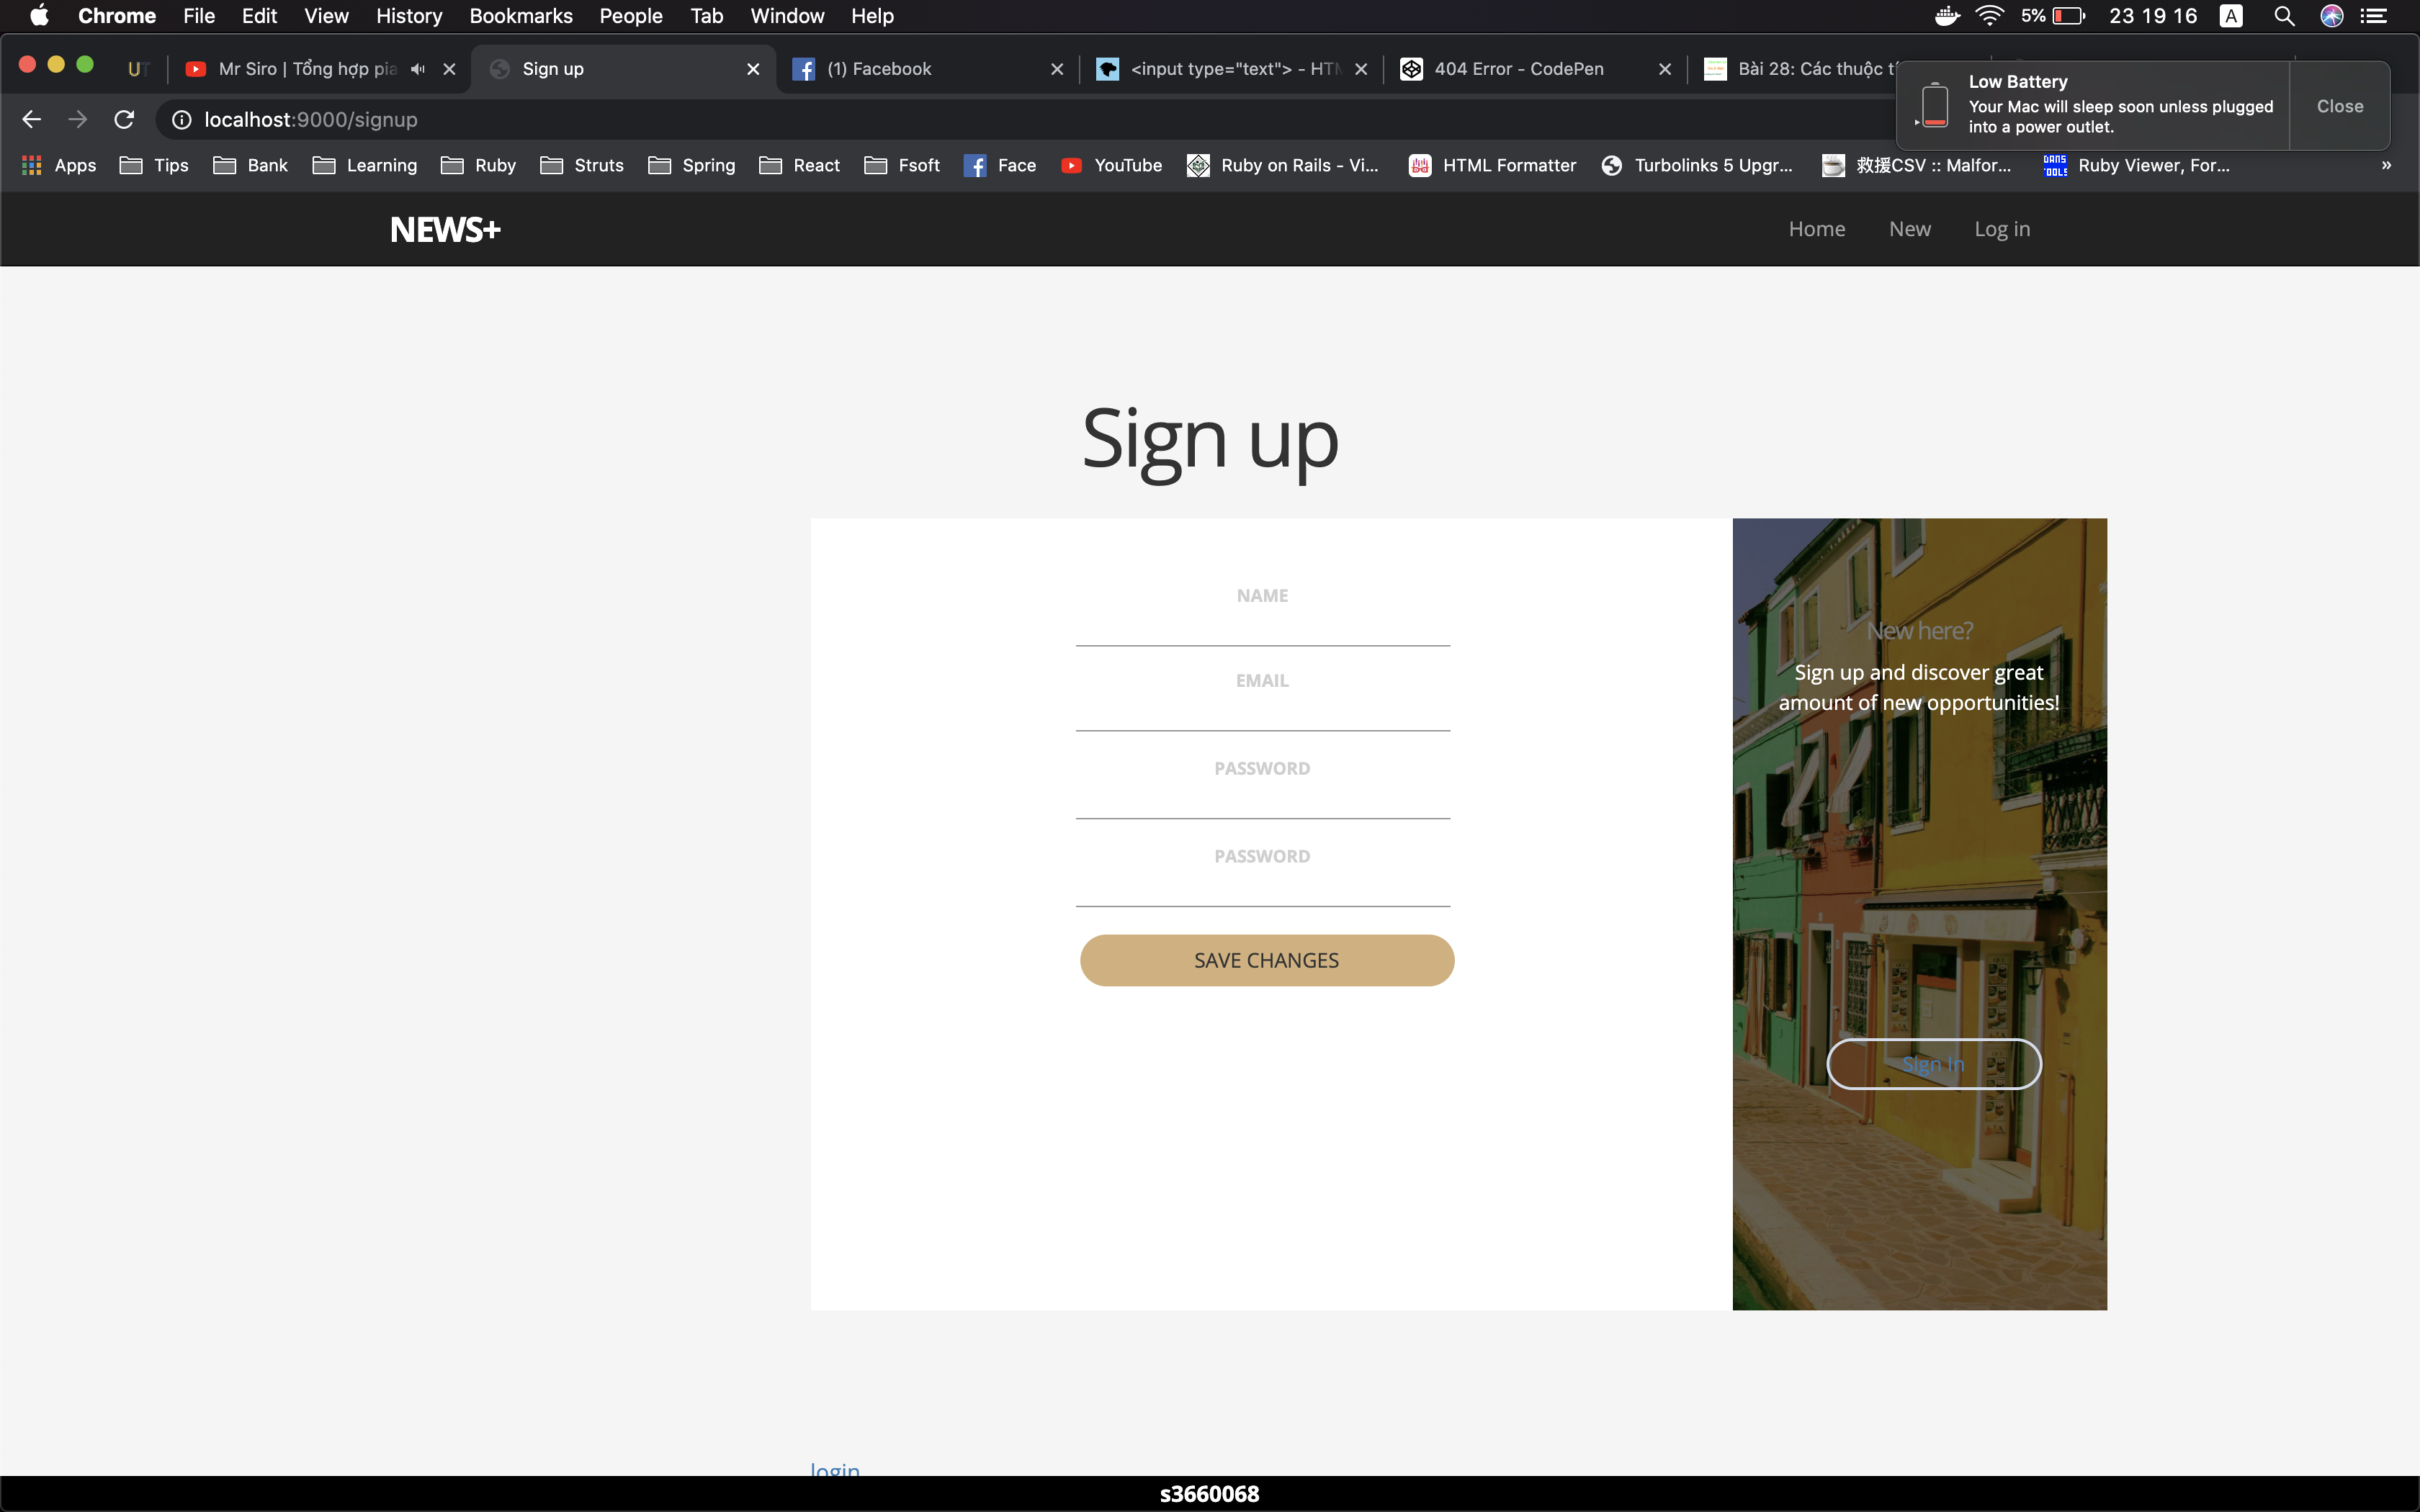 Chrome File Edit View History Bookmarks People Tab Window Help 5% 23 19 16 A
UT Mr Siro | Tổng hợp pia Sign up (1) Facebook <input type="text"> - HTM 404 Error - CodePen Bài 28: Các thuộc t
Low Battery
Your Mac will sleep soon unless plugged
into a power outlet.
Close
localhost:9000/signup
Apps Tips Bank Learning Ruby Struts Spring React Fsoft Face YouTube Ruby on Rails - Vi... HTML Formatter Turbolinks 5 Upgr... 救援CSV :: Malfor... DANS TOOLS Ruby Viewer, For... »
NEWS+ Home New Log in
Sign up
NAME
EMAIL
PASSWORD
PASSWORD
SAVE CHANGES
New here?
Sign up and discover great
amount of new opportunities!
Sign In
login
s3660068